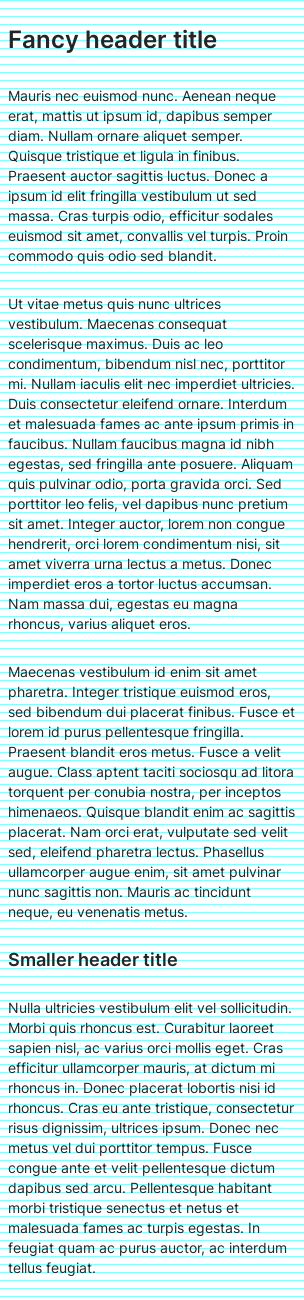 Fancy header title
Mauris nec euismod nunc. Aenean neque
erat, mattis ut ipsum id, dapibus semper
diam. Nullam ornare aliquet semper.
Quisque tristique et ligula in finibus.
Praesent auctor sagittis luctus. Donec a
ipsum id elit fringilla vestibulum ut sed
massa. Cras turpis odio, efficitur sodales
euismod sit amet, convallis vel turpis. Proin
commodo quis odio sed blandit.
Ut vitae metus quis nunc ultrices
vestibulum. Maecenas consequat
scelerisque maximus. Duis ac leo
condimentum, bibendum nisl nec, porttitor
mi. Nullam iaculis elit nec imperdiet ultricies.
Duis consectetur eleifend ornare. Interdum
et malesuada fames ac ante ipsum primis in
faucibus. Nullam faucibus magna id nibh
egestas, sed fringilla ante posuere. Aliquam
quis pulvinar odio, porta gravida orci. Sed
porttitor leo felis, vel dapibus nunc pretium
sit amet. Integer auctor, lorem non congue
hendrerit, orci lorem condimentum nisi, sit
amet viverra urna lectus a metus. Donec
imperdiet eros a tortor luctus accumsan.
Nam massa dui, egestas eu magna
rhoncus, varius aliquet eros.
Maecenas vestibulum id enim sit amet
pharetra. Integer tristique euismod eros,
sed bibendum dui placerat finibus. Fusce et
lorem id purus pellentesque fringilla.
Praesent blandit eros metus. Fusce a velit
augue. Class aptent taciti sociosqu ad litora
torquent per conubia nostra, per inceptos
himenaeos. Quisque blandit enim ac sagittis
placerat. Nam orci erat, vulputate sed velit
sed, eleifend pharetra lectus. Phasellus
ullamcorper augue enim, sit amet pulvinar
nunc sagittis non. Mauris ac tincidunt
neque, eu venenatis metus.
Smaller header title
Nulla ultricies vestibulum elit vel sollicitudin.
Morbi quis rhoncus est. Curabitur laoreet
sapien nisl, ac varius orci mollis eget. Cras
efficitur ullamcorper mauris, at dictum mi
rhoncus in. Donec placerat lobortis nisi id
rhoncus. Cras eu ante tristique, consectetur
risus dignissim, ultrices ipsum. Donec nec
metus vel dui porttitor tempus. Fusce
congue ante et velit pellentesque dictum
dapibus sed arcu. Pellentesque habitant
morbi tristique senectus et netus et
malesuada fames ac turpis egestas. In
feugiat quam ac purus auctor, ac interdum
tellus feugiat.